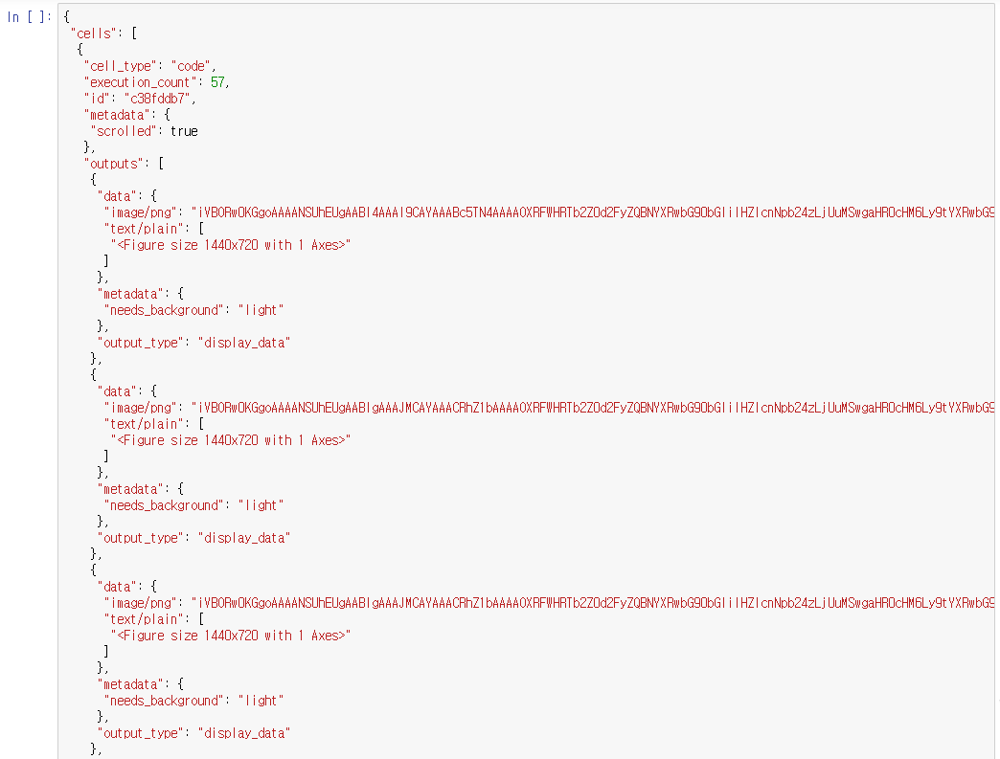 In [ ]: {
 "cells": [
  {
   "cell_type": "code",
   "execution_count": 57,
   "id": "c38fddb7",
   "metadata": {
    "scrolled": true
   },
   "outputs": [
    {
     "data": {
      "image/png": "iVBORw0KGgoAAAANSUhEUgAABI4AAAI9CAYAAABc5TN4AAAAOXRFWHRTb2Z0d2FyZQBNYXRwbG90bGliIHZlcnNpb24zLjUuMSwgaHR0cHM6Ly9tYXRwbG9
      "text/plain": [
       "<Figure size 1440x720 with 1 Axes>"
      ]
     },
     "metadata": {
      "needs_background": "light"
     },
     "output_type": "display_data"
    },
    {
     "data": {
      "image/png": "iVBORw0KGgoAAAANSUhEUgAABIgAAAJMCAYAAACRhZ1bAAAAOXRFWHRTb2Z0d2FyZQBNYXRwbG90bGliIHZlcnNpb24zLjUuMSwgaHR0cHM6Ly9tYXRwbG9
      "text/plain": [
       "<Figure size 1440x720 with 1 Axes>"
      ]
     },
     "metadata": {
      "needs_background": "light"
     },
     "output_type": "display_data"
    },
    {
     "data": {
      "image/png": "iVBORw0KGgoAAAANSUhEUgAABIgAAAJMCAYAAACRhZ1bAAAAOXRFWHRTb2Z0d2FyZQBNYXRwbG90bGliIHZlcnNpb24zLjUuMSwgaHR0cHM6Ly9tYXRwbG9
      "text/plain": [
       "<Figure size 1440x720 with 1 Axes>"
      ]
     },
     "metadata": {
      "needs_background": "light"
     },
     "output_type": "display_data"
    },